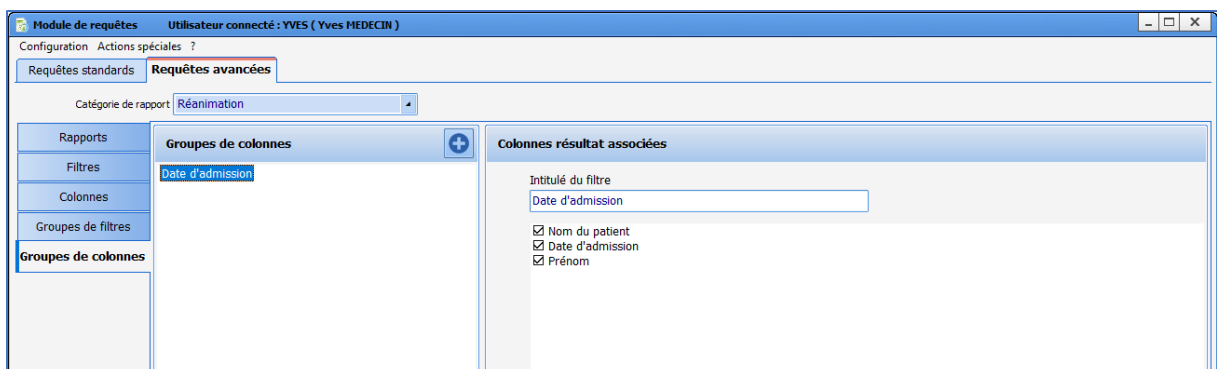 Module de requêtes Utilisateur connecté : YVES ( Yves MEDECIN )
Configuration Actions spéciales ?
Requêtes standards Requêtes avancées
Catégorie de rapport Réanimation
Rapports
Filtres
Colonnes
Groupes de filtres
Groupes de colonnes
Groupes de colonnes
Date d'admission
Colonnes résultat associées
Intitulé du filtre
Date d'admission
Nom du patient
Date d'admission
Prénom